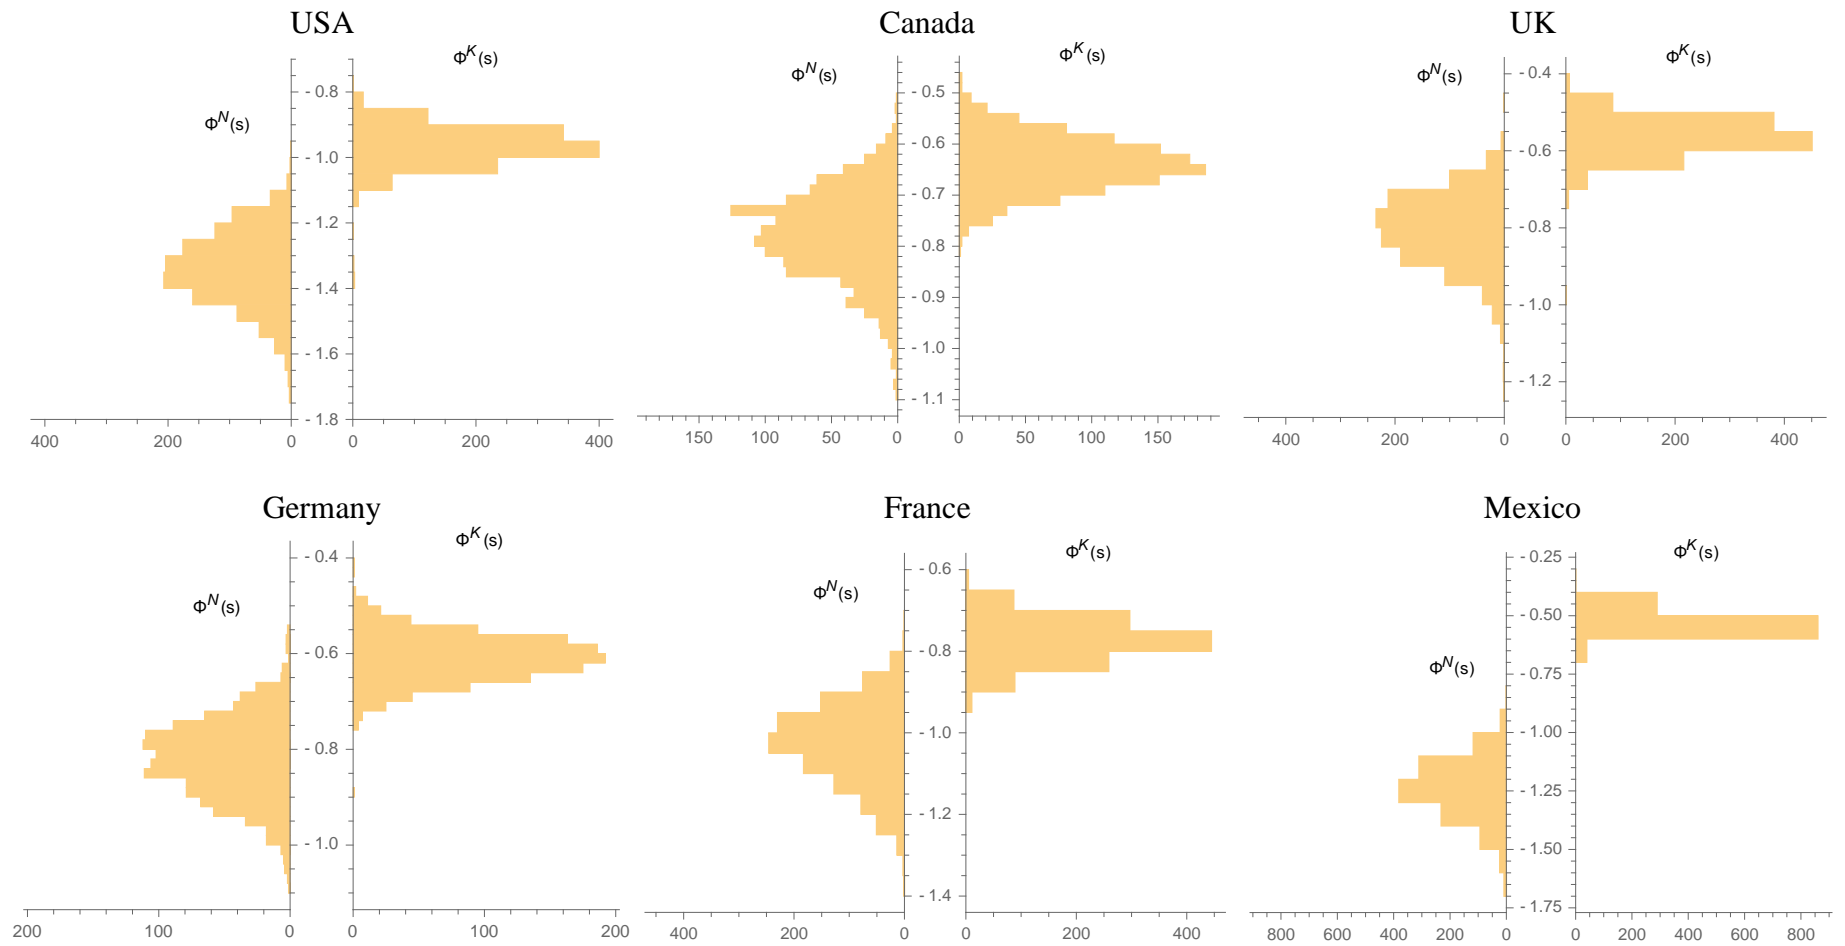 USA
Φ^N(s)
Φ^K(s)
- 0.8
- 1.0
- 1.2
- 1.4
- 1.6
- 1.8
400 200 0
0 200 400
Canada
Φ^N(s)
Φ^K(s)
- 0.5
- 0.6
- 0.7
- 0.8
- 0.9
- 1.0
- 1.1
150 100 50 0
0 50 100 150
UK
Φ^N(s)
Φ^K(s)
- 0.4
- 0.6
- 0.8
- 1.0
- 1.2
400 200 0
0 200 400
Germany
Φ^N(s)
Φ^K(s)
- 0.4
- 0.6
- 0.8
- 1.0
200 100 0
0 100 200
France
Φ^N(s)
Φ^K(s)
- 0.6
- 0.8
- 1.0
- 1.2
- 1.4
400 200 0
0 200 400
Mexico
Φ^N(s)
Φ^K(s)
- 0.25
- 0.50
- 0.75
- 1.00
- 1.25
- 1.50
- 1.75
800 600 400 200 0
0 200 400 600 800